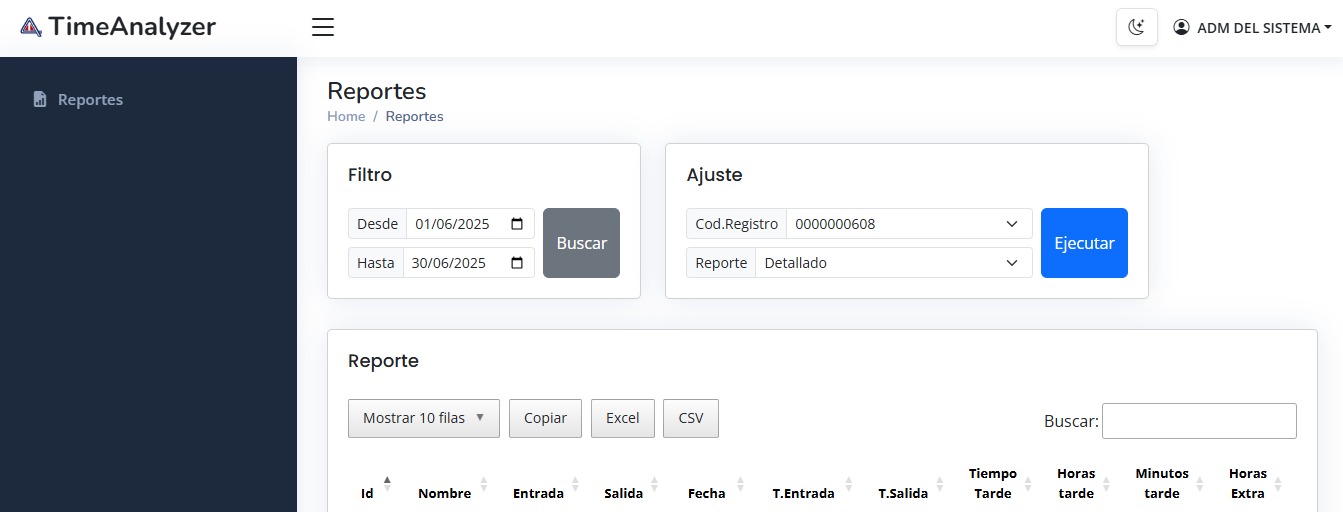 TimeAnalyzer
ADM DEL SISTEMA
Reportes
Reportes
Home / Reportes
Filtro
Desde 01/06/2025
Hasta 30/06/2025
Buscar
Ajuste
Cod.Registro 0000000608
Reporte Detallado
Ejecutar
Reporte
Mostrar 10 filas Copiar Excel CSV
Buscar:
Id Nombre Entrada Salida Fecha T.Entrada T.Salida Tiempo Tarde Horas tarde Minutos tarde Horas Extra